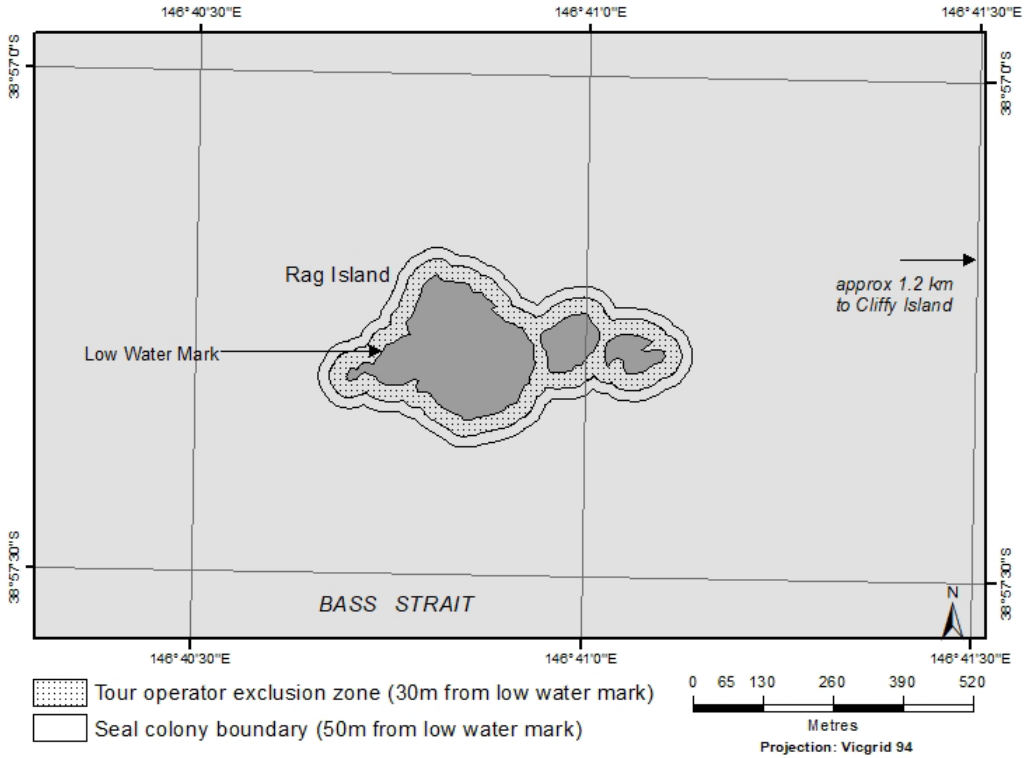 146°40'30"E 146°41'0"E 146°41'30"E
38°57'0"S 38°57'0"S
Rag Island
approx 1.2 km
to Cliffy Island
Low Water Mark
38°57'30"S 38°57'30"S
BASS STRAIT
N
146°40'30"E 146°41'0"E 146°41'30"E
Tour operator exclusion zone (30m from low water mark)
Seal colony boundary (50m from low water mark)
0 65 130 260 390 520
Metres
Projection: Vicgrid 94